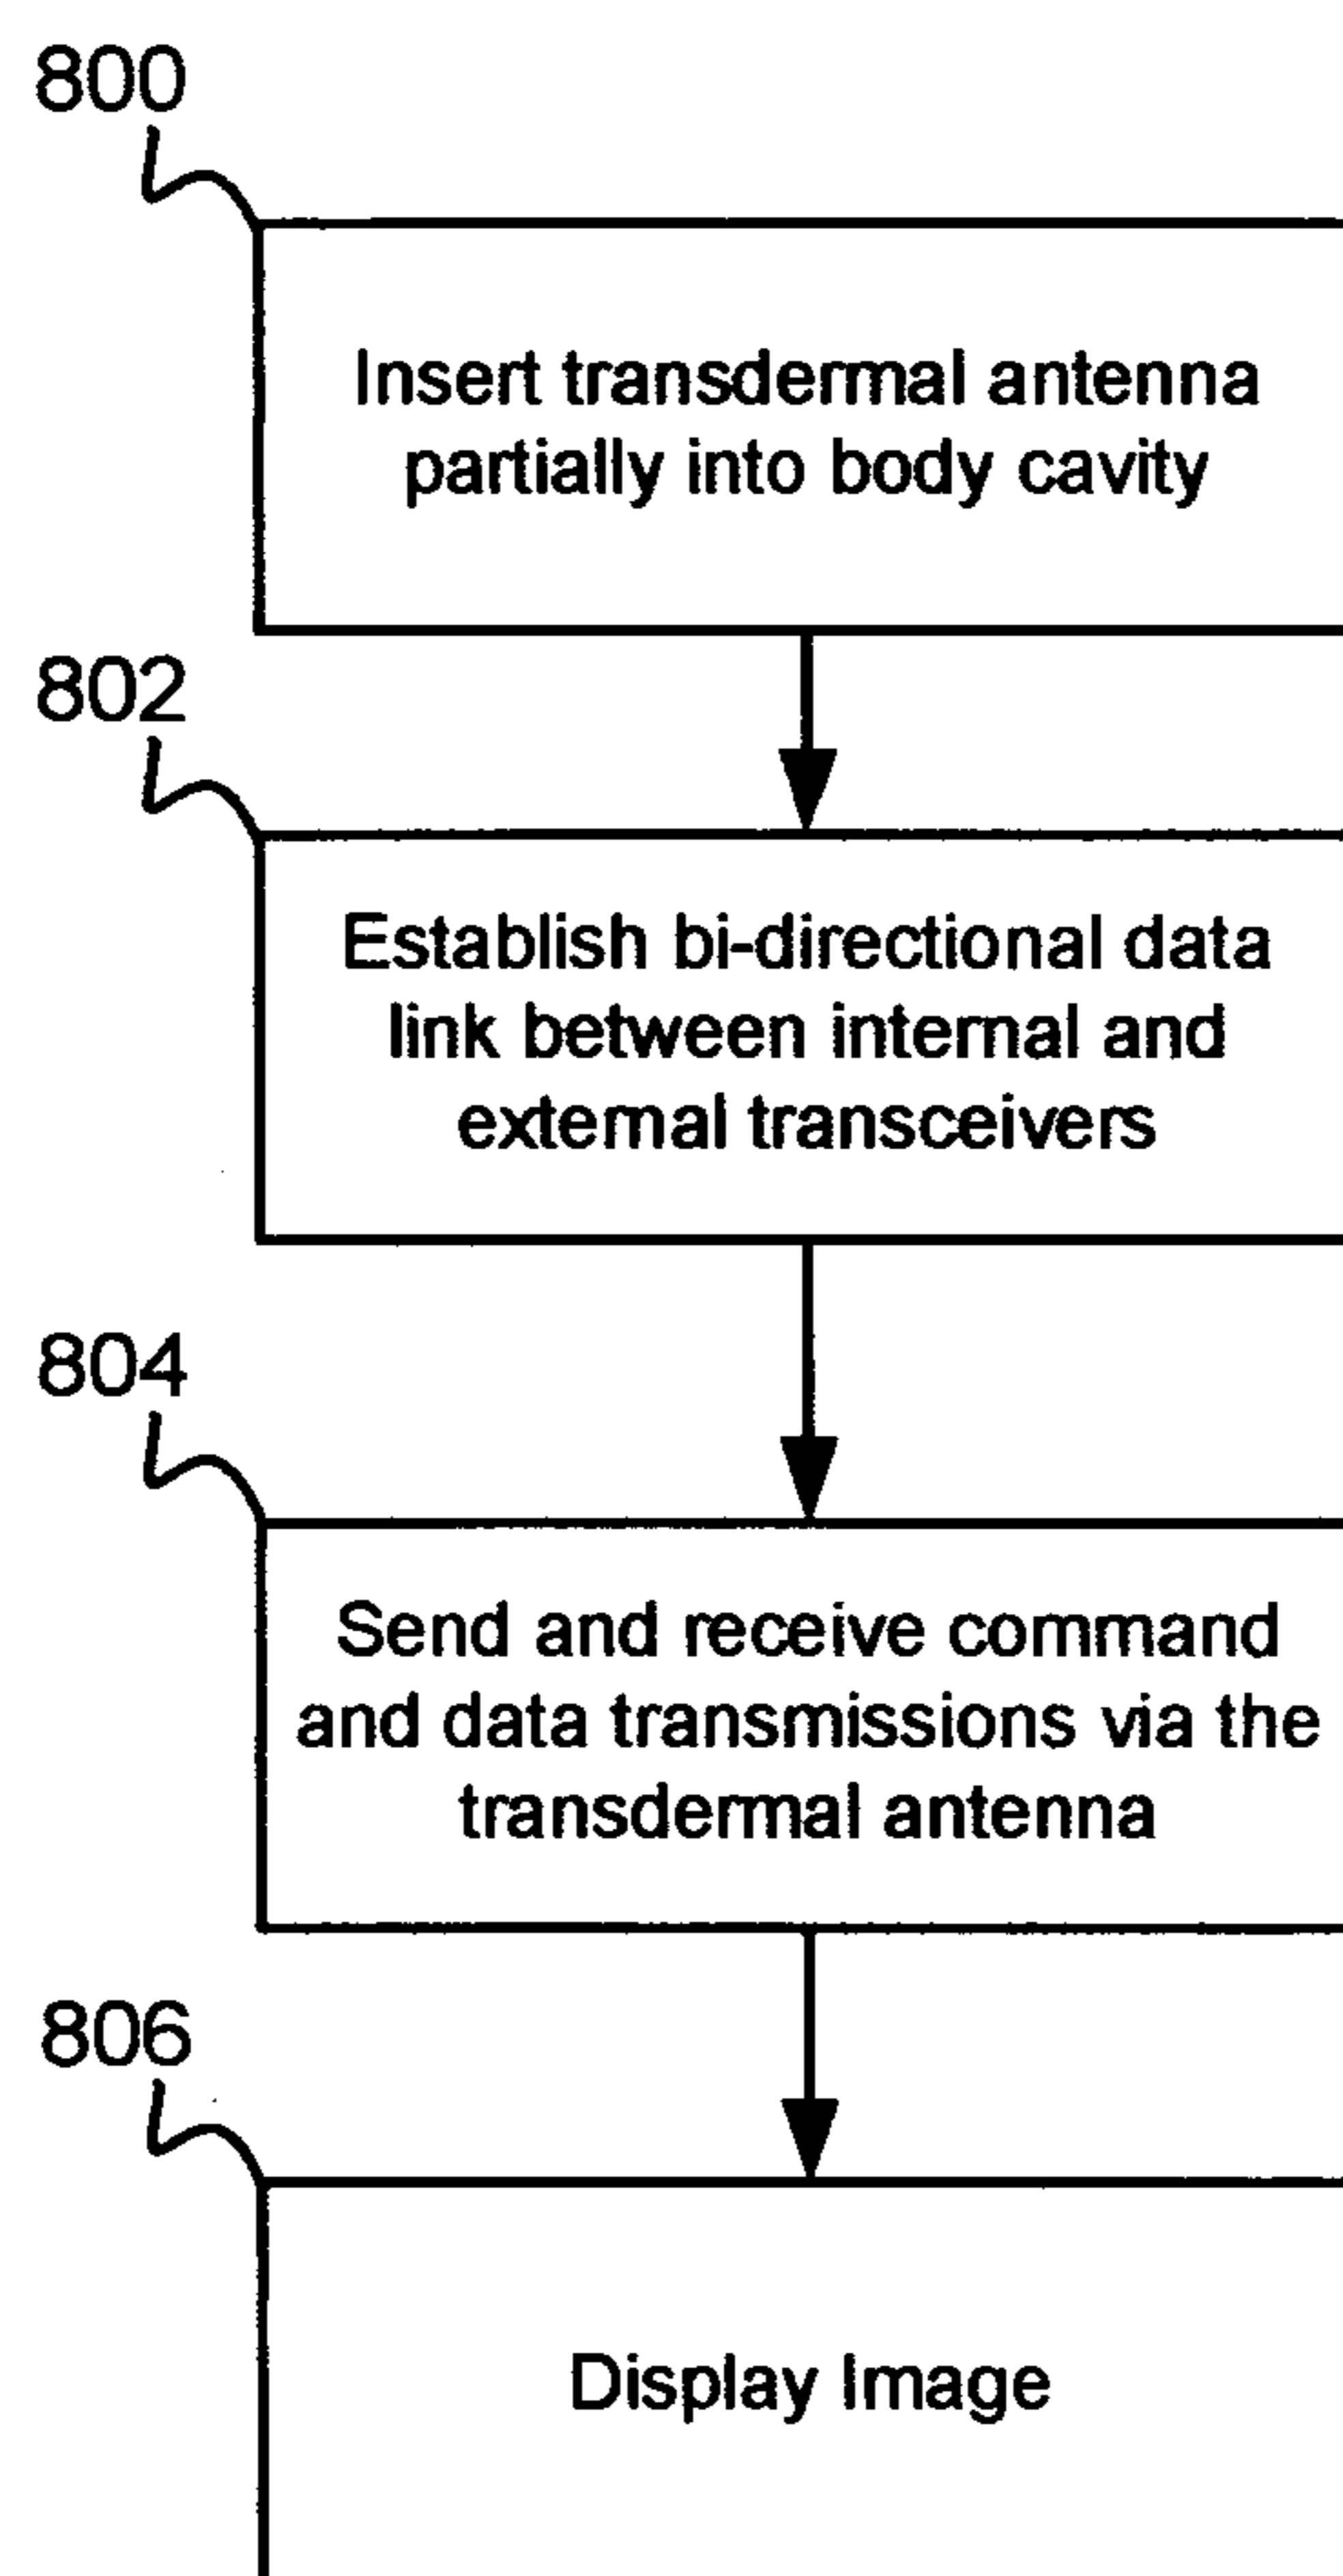 800
Insert transdermal antenna
partially into body cavity
802
Establish bi-directional data
link between internal and
external transceivers
804
Send and receive command
and data transmissions via the
transdermal antenna
806
Display Image